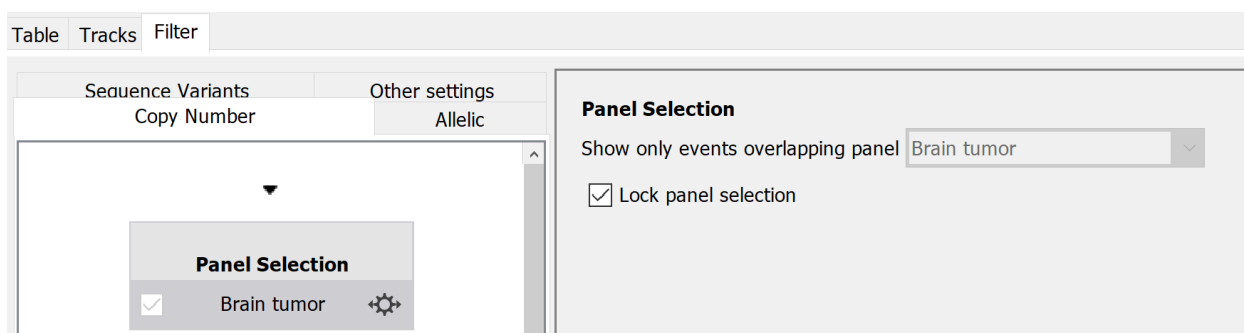 Table Tracks Filter
Sequence Variants Other settings
Copy Number Allelic
Panel Selection
Brain tumor
Panel Selection
Show only events overlapping panel Brain tumor
Lock panel selection